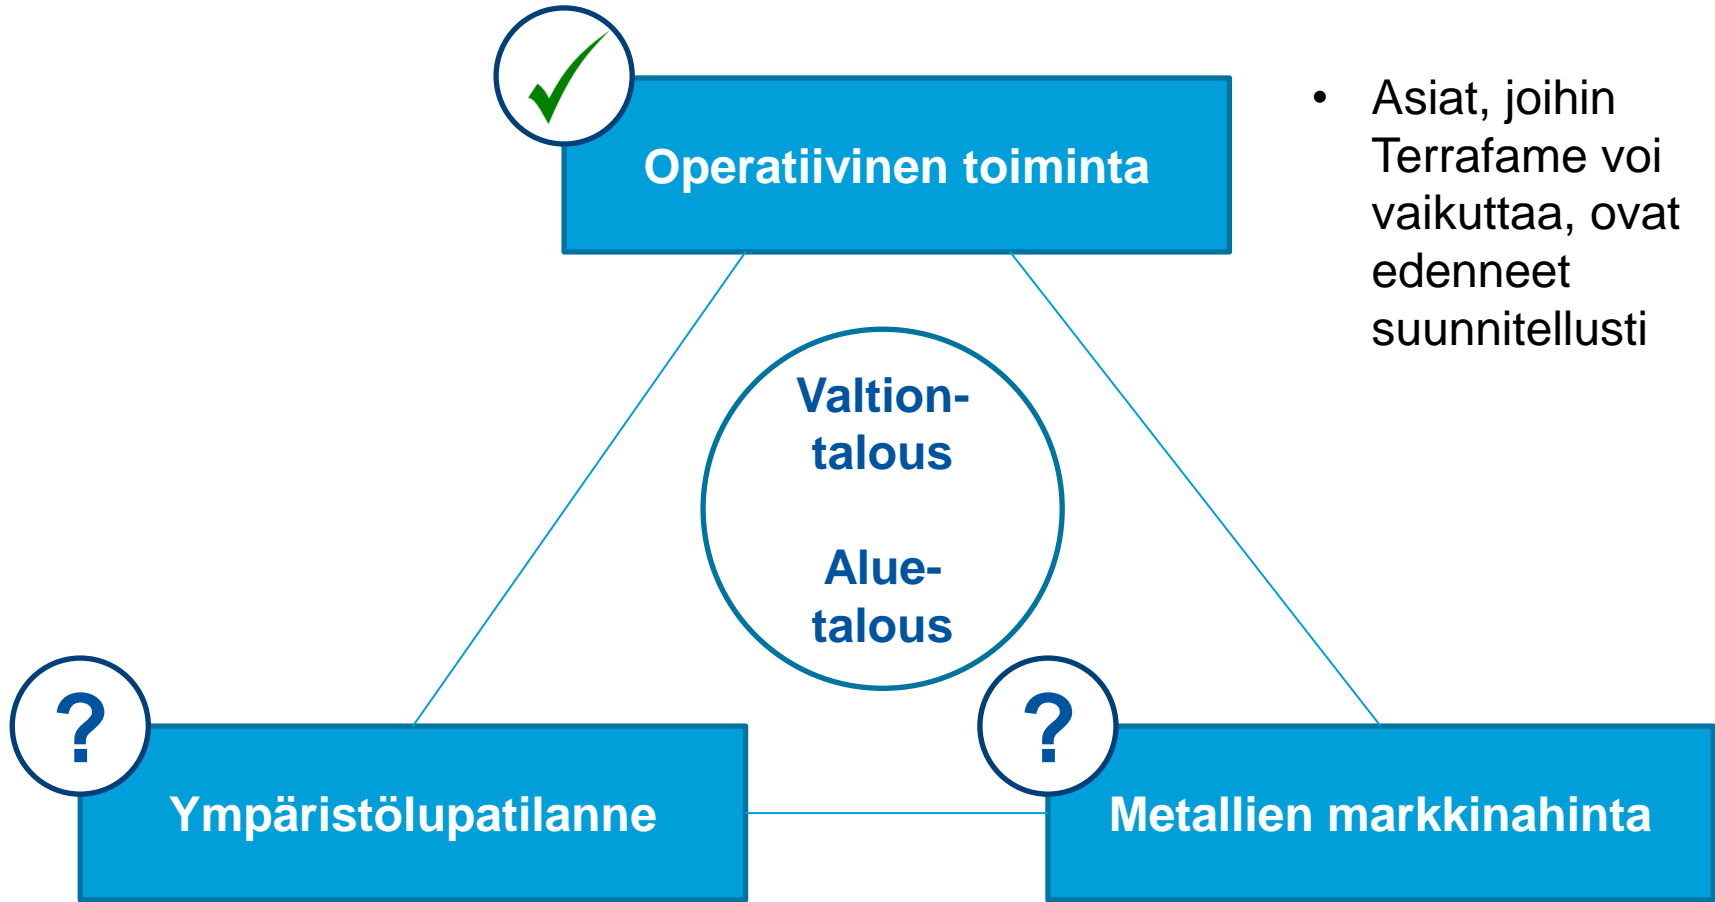 Operatiivinen toiminta
• Asiat, joihin
Terrafame voi
vaikuttaa, ovat
edenneet
suunnitellusti
Valtion-
talous
Alue-
talous
?
Ympäristölupatilanne
?
Metallien markkinahinta